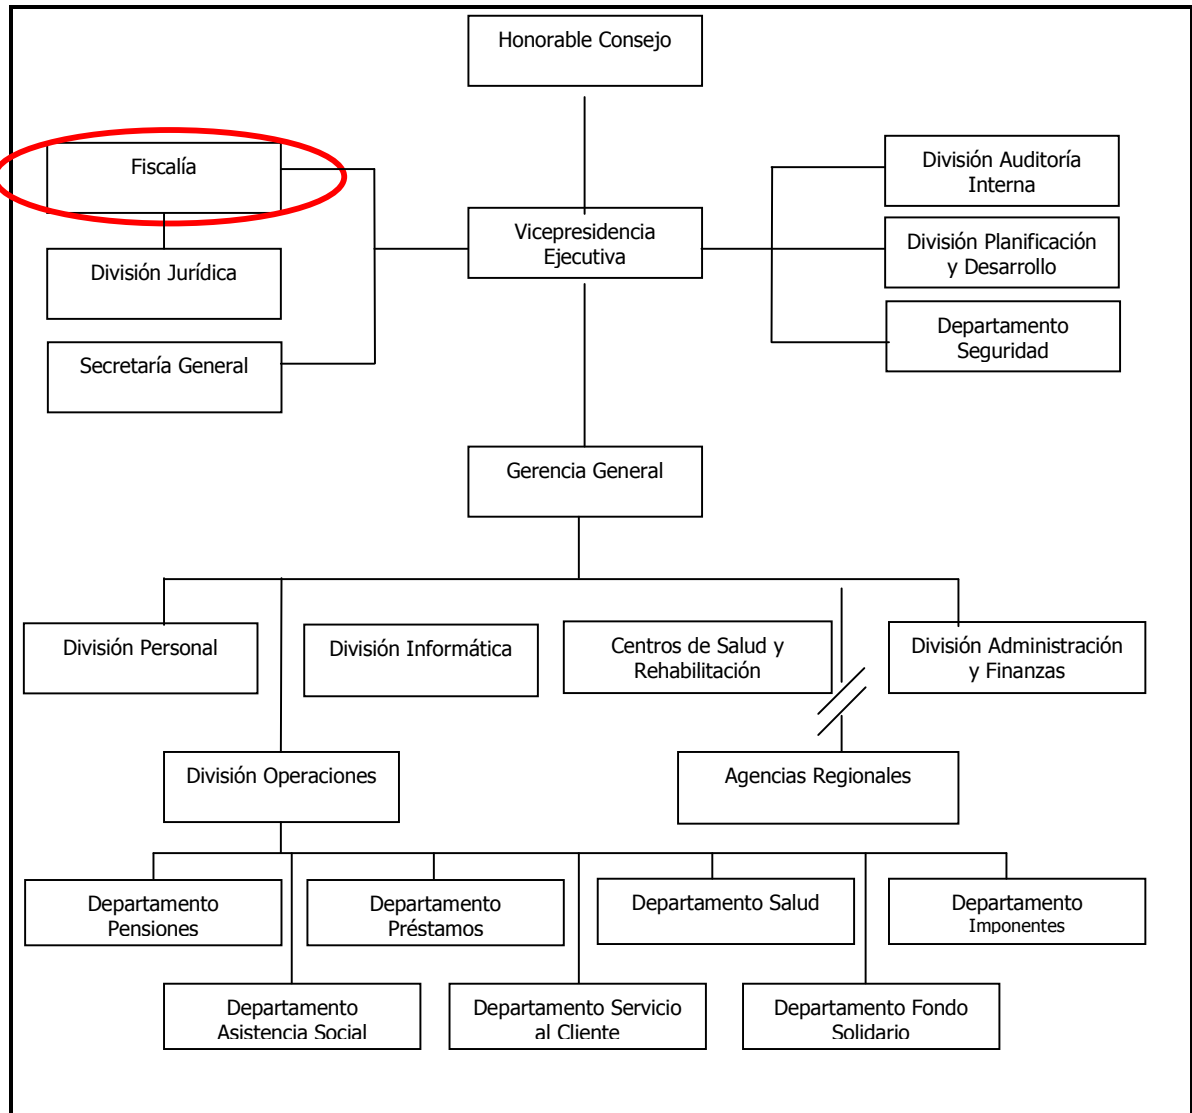 Honorable Consejo
Fiscalía
División Auditoría
Interna
Vicepresidencia
Ejecutiva
División Planificación
y Desarrollo
División Jurídica
Departamento
Seguridad
Secretaría General
Gerencia General
División Personal
División Informática
Centros de Salud y
Rehabilitación
División Administración
y Finanzas
División Operaciones
Agencias Regionales
Departamento
Pensiones
Departamento
Préstamos
Departamento Salud
Departamento
Imponentes
Departamento
Asistencia Social
Departamento Servicio
al Cliente
Departamento Fondo
Solidario